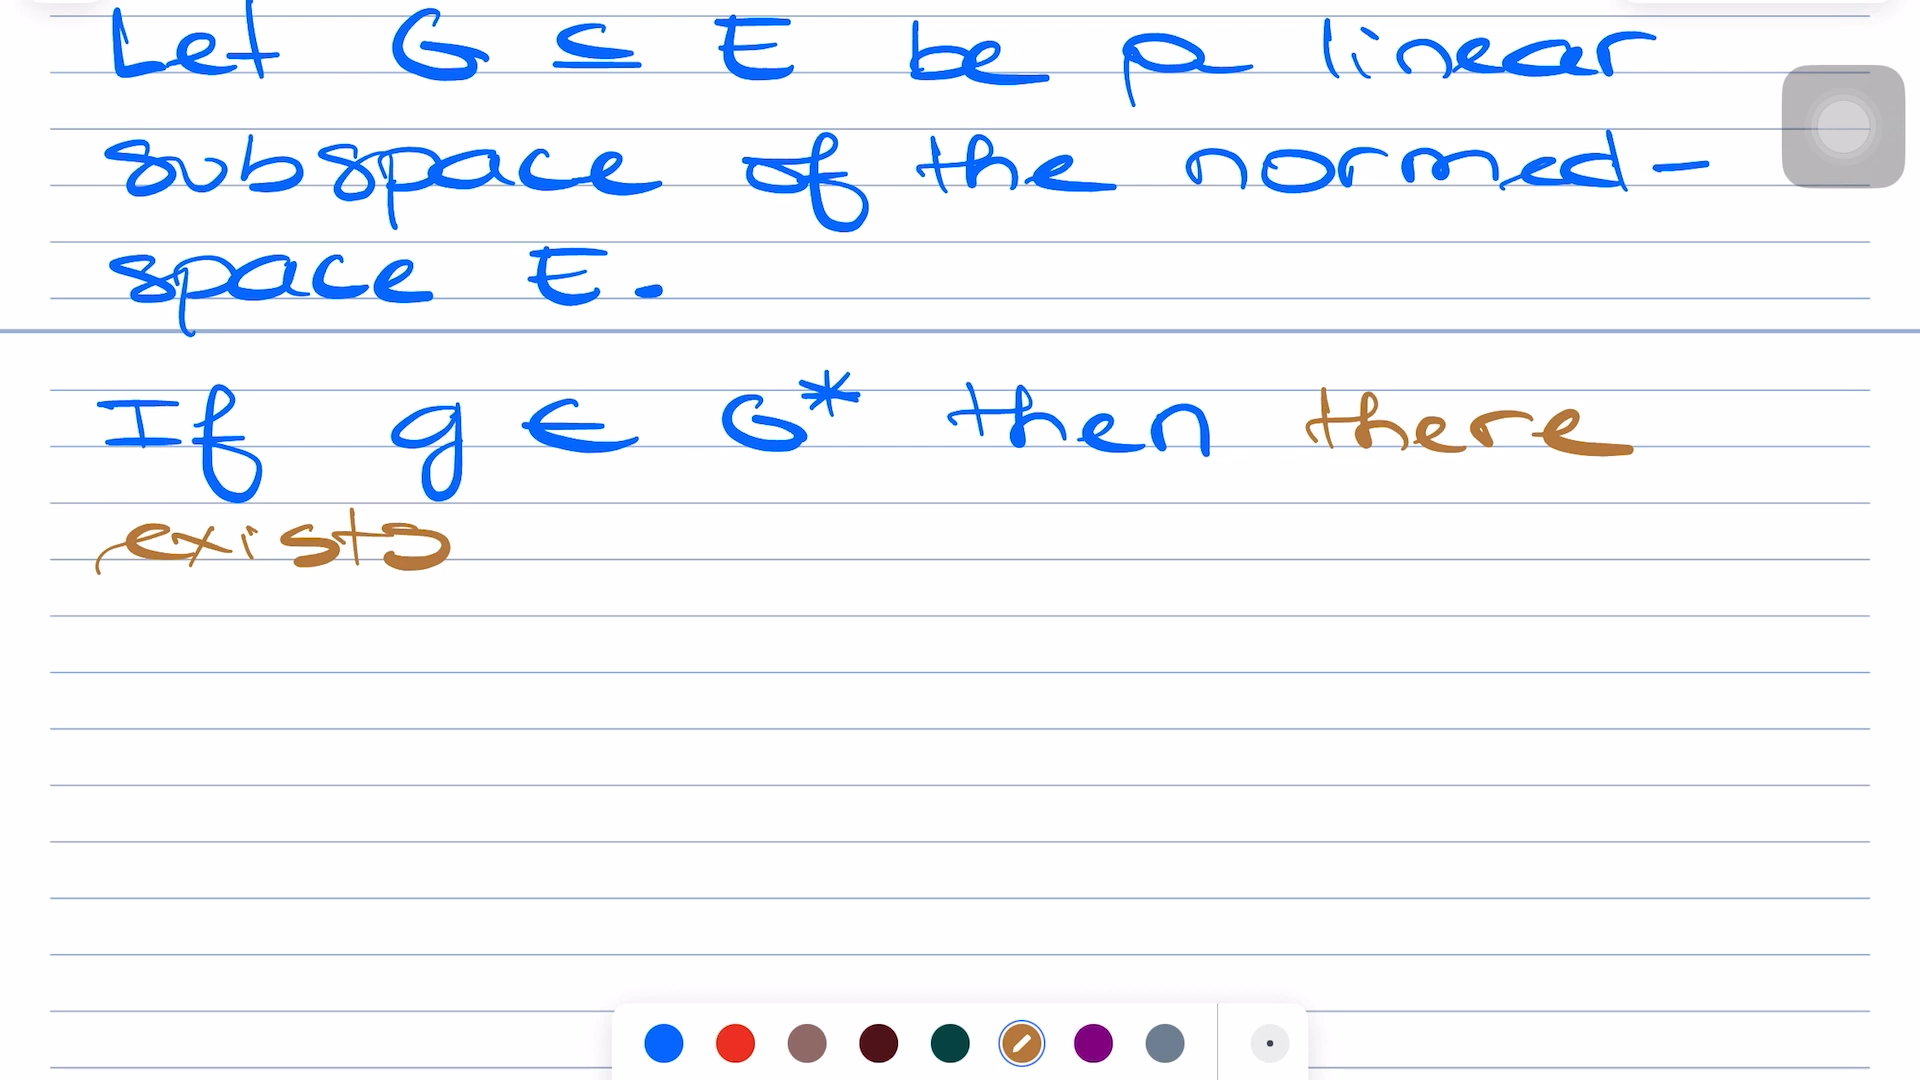 Let G ⊆ E be a linear
subspace of the normed-
space E.
If g ∈ G* then there
exists